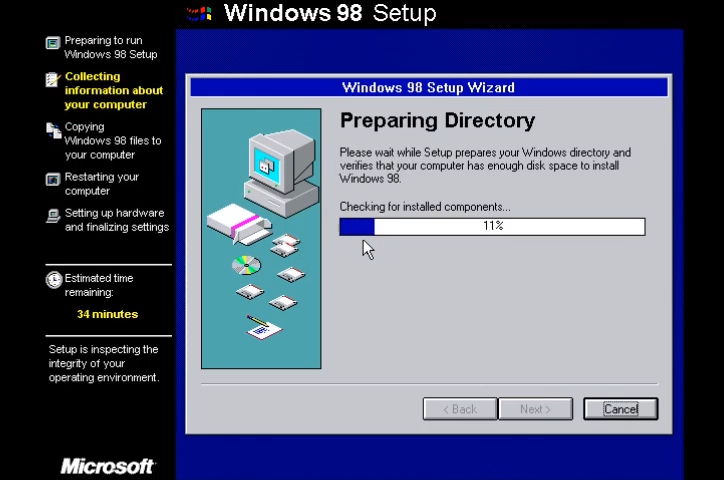 Windows 98 Setup
Preparing to run
Windows 98 Setup
Collecting
information about
your computer
Copying
Windows 98 files to
your computer
Restarting your
computer
Setting up hardware
and finalizing settings
Estimated time
remaining:
34 minutes
Setup is inspecting the
integrity of your
operating environment.
Microsoft
Windows 98 Setup Wizard
Preparing Directory
Please wait while Setup prepares your Windows directory and
verifies that your computer has enough disk space to install
Windows 98.
Checking for installed components...
11%
< Back
Next >
Cancel